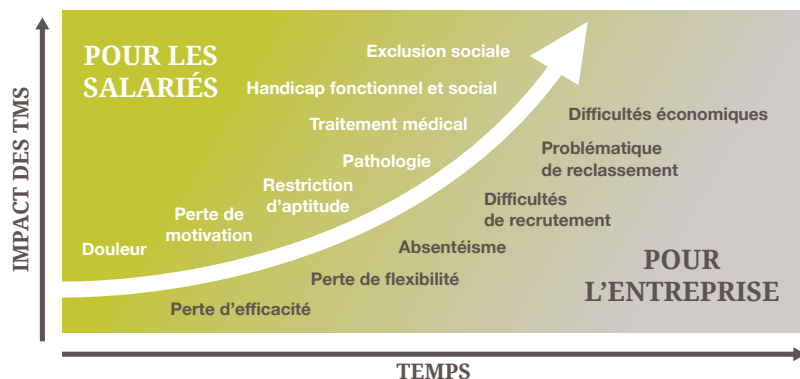 IMPACT DES TMS
POUR LES
SALARIÉS
Exclusion sociale
Handicap fonctionnel et social
Traitement médical
Pathologie
Restriction
d'aptitude
Perte de
motivation
Douleur
Difficultés économiques
Problématique
de reclassement
Difficultés
de recrutement
Absentéisme
Perte de flexibilité
Perte d'efficacité
POUR
L'ENTREPRISE
TEMPS